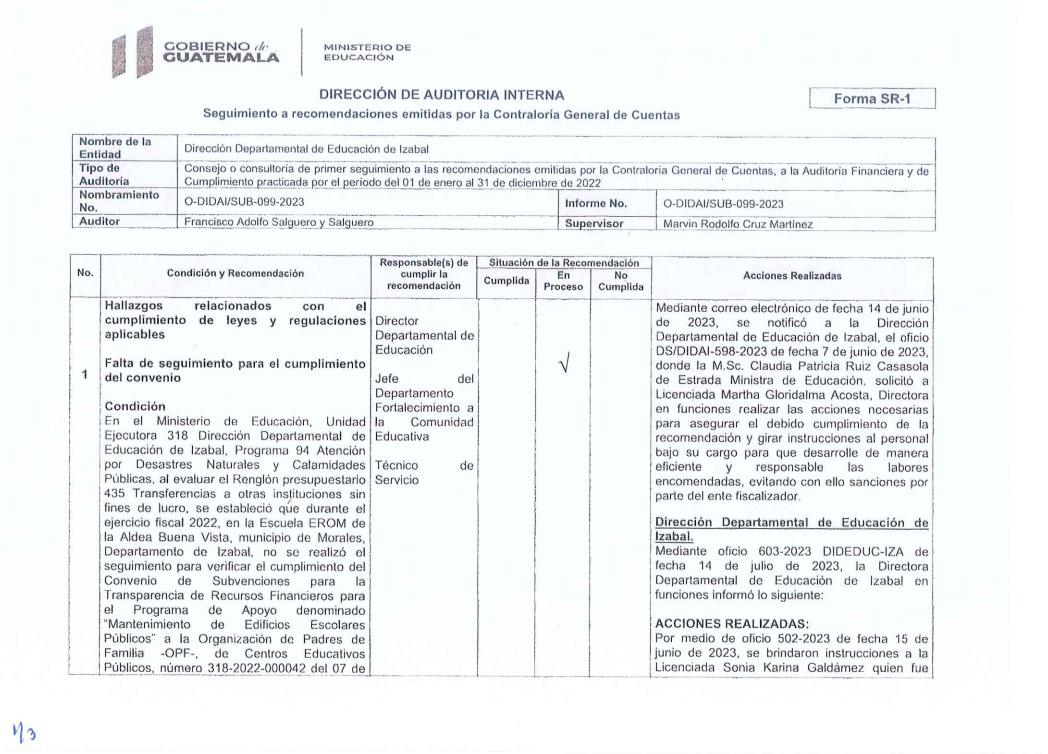 GOBIERNO de
GUATEMALA
MINISTERIO DE
EDUCACIÓN
DIRECCIÓN DE AUDITORIA INTERNA
Forma SR-1
Seguimiento a recomendaciones emitidas por la Contraloría General de Cuentas
Nombre de la
Entidad
Dirección Departamental de Educación de Izabal
Tipo de
Auditoría
Consejo o consultoría de primer seguimiento a las recomendaciones emitidas por la Contraloría General de Cuentas, a la Auditoría Financiera y de
Cumplimiento practicada por el período del 01 de enero al 31 de diciembre de 2022
Nombramiento
No.
O-DIDAI/SUB-099-2023
Informe No.
O-DIDAI/SUB-099-2023
Auditor
Francisco Adolfo Salguero y Salguero
Supervisor
Marvin Rodolfo Cruz Martínez
No.
Condición y Recomendación
Responsable(s) de
cumplir la
recomendación
Situación de la Recomendación
Cumplida
En
Proceso
No
Cumplida
Acciones Realizadas
1
Hallazgos relacionados con el
cumplimiento de leyes y regulaciones
aplicables
Falta de seguimiento para el cumplimiento
del convenio
Condición
En el Ministerio de Educación, Unidad
Ejecutora 318 Dirección Departamental de
Educación de Izabal, Programa 94 Atención
por Desastres Naturales y Calamidades
Públicas, al evaluar el Renglón presupuestario
435 Transferencias a otras instituciones sin
fines de lucro, se estableció que durante el
ejercicio fiscal 2022, en la Escuela EROM de
la Aldea Buena Vista, municipio de Morales,
Departamento de Izabal, no se realizó el
seguimiento para verificar el cumplimiento del
Convenio de Subvenciones para la
Transparencia de Recursos Financieros para
el Programa de Apoyo denominado
"Mantenimiento de Edificios Escolares
Públicos" a la Organización de Padres de
Familia -OPF-, de Centros Educativos
Públicos, número 318-2022-000042 del 07 de
Director
Departamental de
Educación
Jefe del
Departamento
Fortalecimiento a
la Comunidad
Educativa
Técnico de
Servicio
√
Mediante correo electrónico de fecha 14 de junio
de 2023, se notificó a la Dirección
Departamental de Educación de Izabal, el oficio
DS/DIDAI-598-2023 de fecha 7 de junio de 2023,
donde la M.Sc. Claudia Patricia Ruiz Casasola
de Estrada Ministra de Educación, solicitó a
Licenciada Martha Gloridalma Acosta, Directora
en funciones realizar las acciones necesarias
para asegurar el debido cumplimiento de la
recomendación y girar instrucciones al personal
bajo su cargo para que desarrolle de manera
eficiente y responsable las labores
encomendadas, evitando con ello sanciones por
parte del ente fiscalizador.
Dirección Departamental de Educación de
Izabal.
Mediante oficio 603-2023 DIDEDUC-IZA de
fecha 14 de julio de 2023, la Directora
Departamental de Educación de Izabal en
funciones informó lo siguiente:
ACCIONES REALIZADAS:
Por medio de oficio 502-2023 de fecha 15 de
junio de 2023, se brindaron instrucciones a la
Licenciada Sonia Karina Galdámez quien fue
1/3